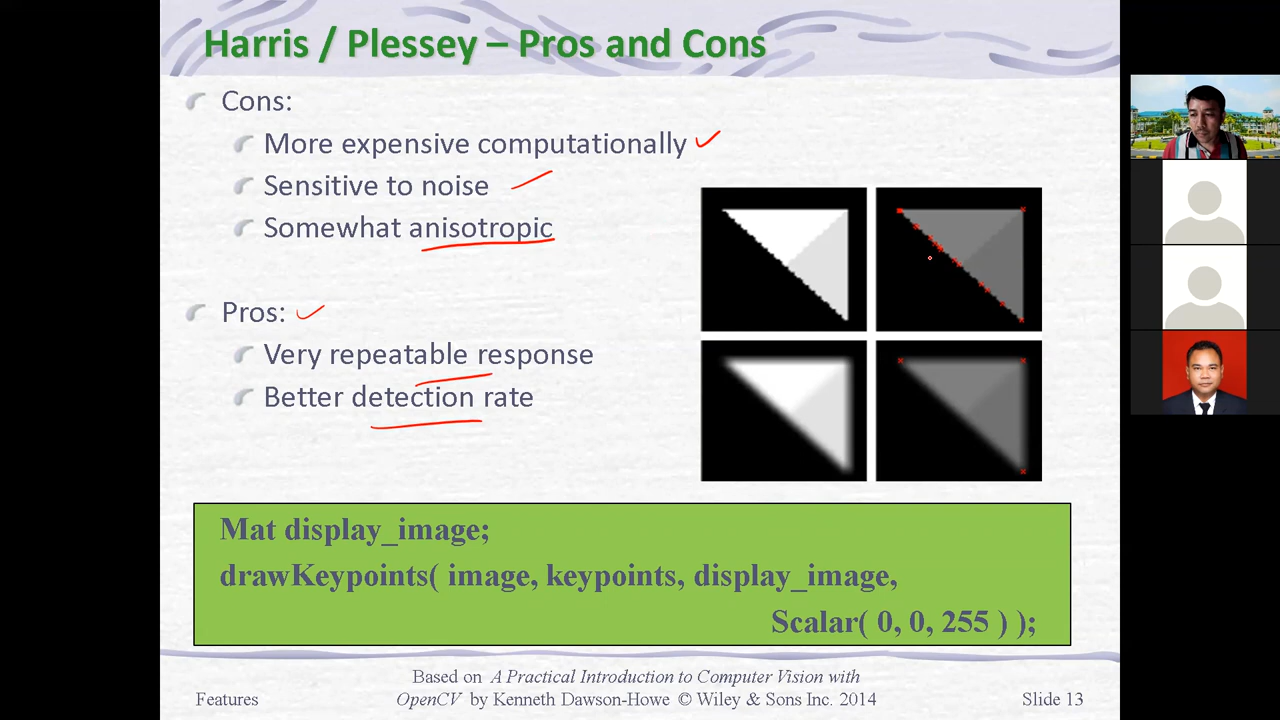 Harris / Plessey – Pros and Cons
Cons:
More expensive computationally
Sensitive to noise
Somewhat anisotropic
Pros:
Very repeatable response
Better detection rate
Mat display_image;
drawKeypoints( image, keypoints, display_image,
Scalar( 0, 0, 255 ) );
Based on A Practical Introduction to Computer Vision with
Features OpenCV by Kenneth Dawson-Howe © Wiley & Sons Inc. 2014 Slide 13